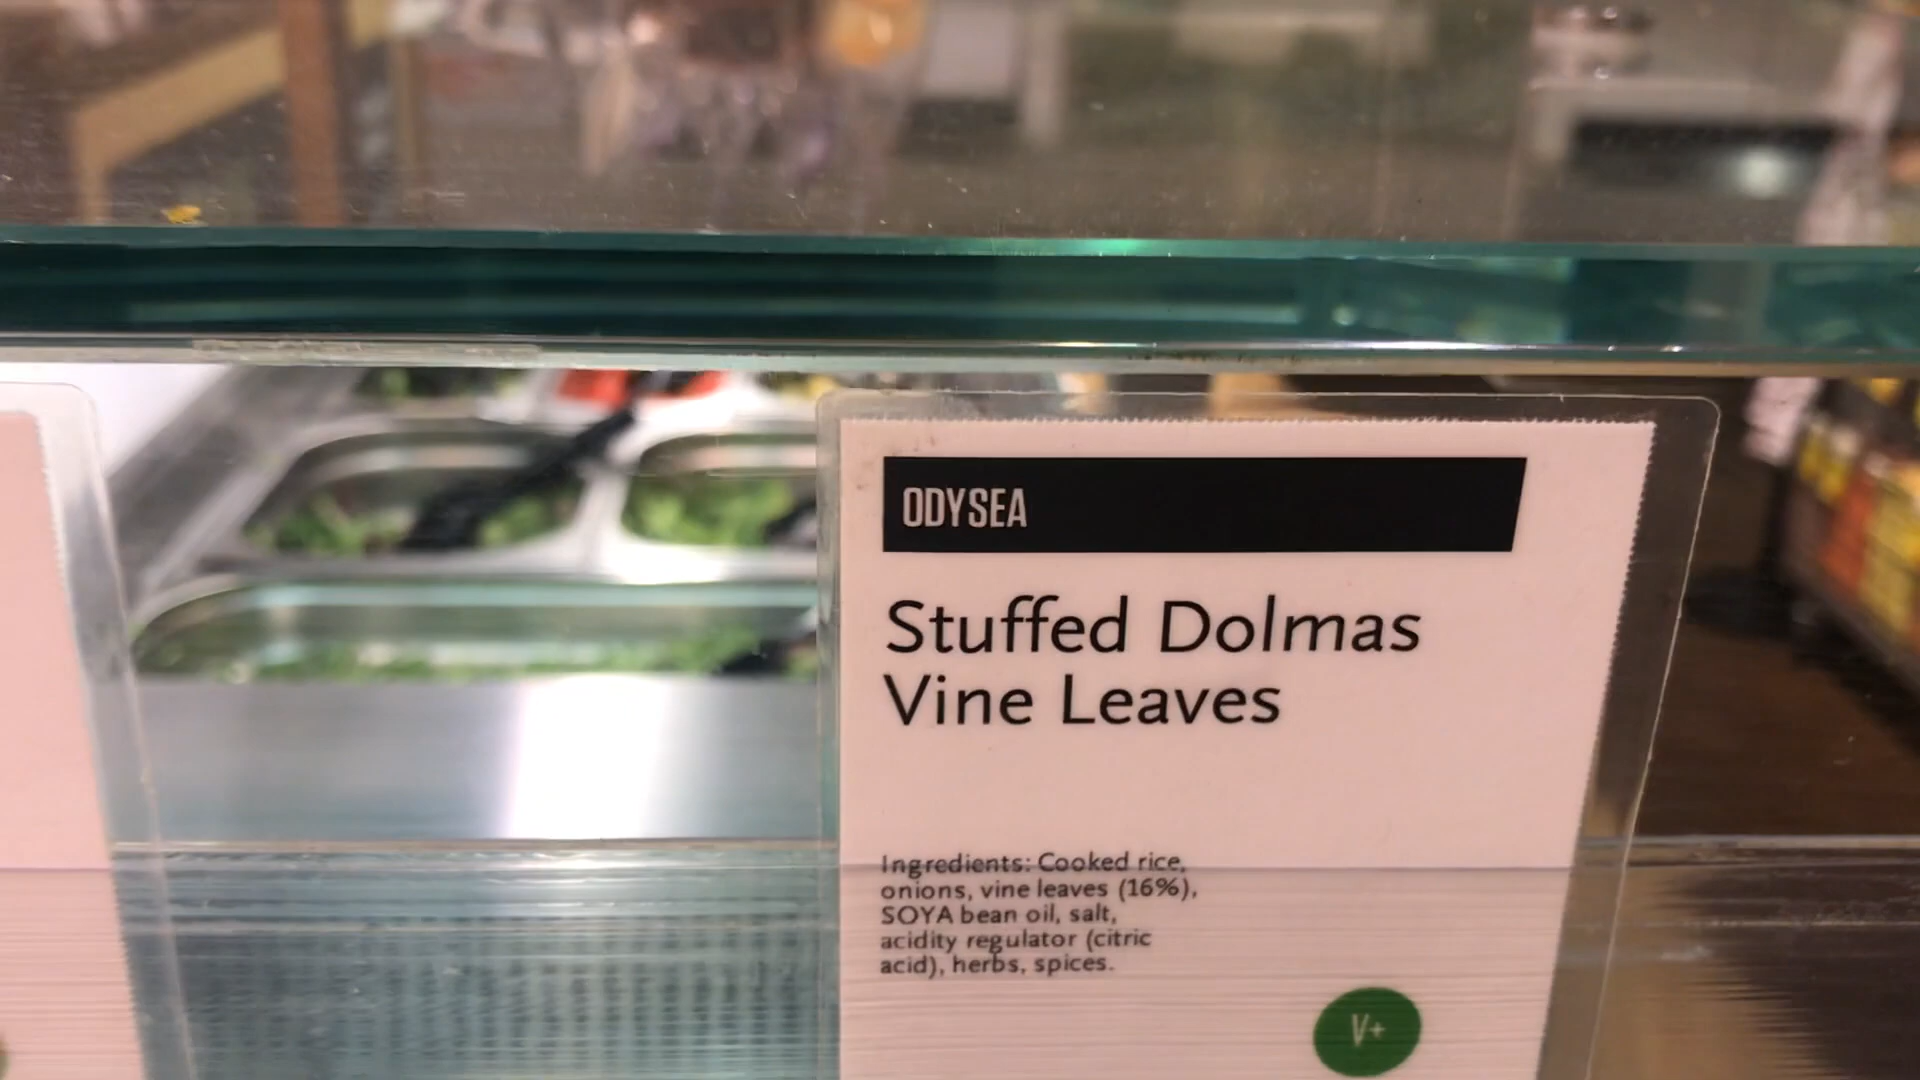 ODYSEA
Stuffed Dolmas
Vine Leaves
Ingredients: Cooked rice,
onions, vine leaves (16%),
SOYA bean oil, salt,
acidity regulator (citric
acid), herbs, spices.
V+